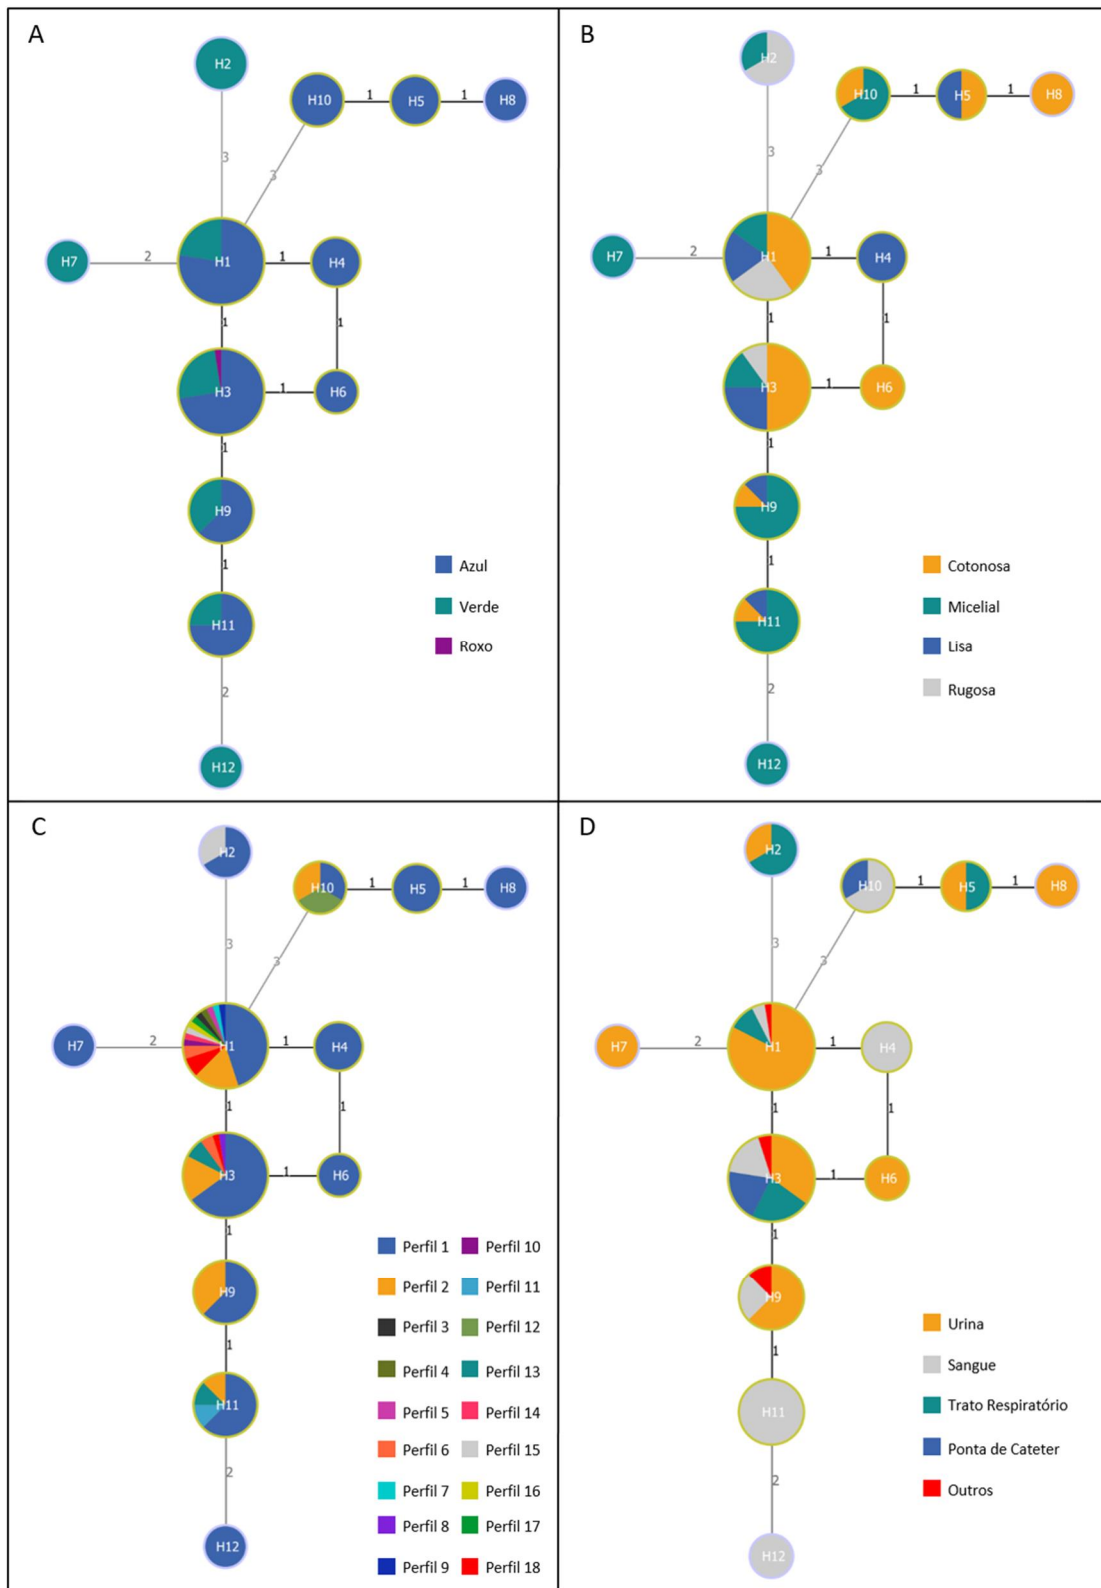 A
H2
H10 1 H5 1 H8
3
3
H7 2 H1 1 H4
1
1
H3 1 H6
1
H9
1
H11
2
H12
Azul
Verde
Roxo
B
H2
H10 1 H5 1 H8
3
3
H7 2 H1 1 H4
1
1
H3 1 H6
1
H9
1
H11
2
H12
Cotonosa
Micelial
Lisa
Rugosa
C
H2
H10 1 H5 1 H8
3
3
H7 2 H1 1 H4
1
1
H3 1 H6
1
H9
1
H11
2
H12
Perfil 1 Perfil 10
Perfil 2 Perfil 11
Perfil 3 Perfil 12
Perfil 4 Perfil 13
Perfil 5 Perfil 14
Perfil 6 Perfil 15
Perfil 7 Perfil 16
Perfil 8 Perfil 17
Perfil 9 Perfil 18
D
H2
H10 1 H5 1 H8
3
3
H7 2 H1 1 H4
1
1
H3 1 H6
1
H9
1
H11
2
H12
Urina
Sangue
Trato Respiratório
Ponta de Cateter
Outros